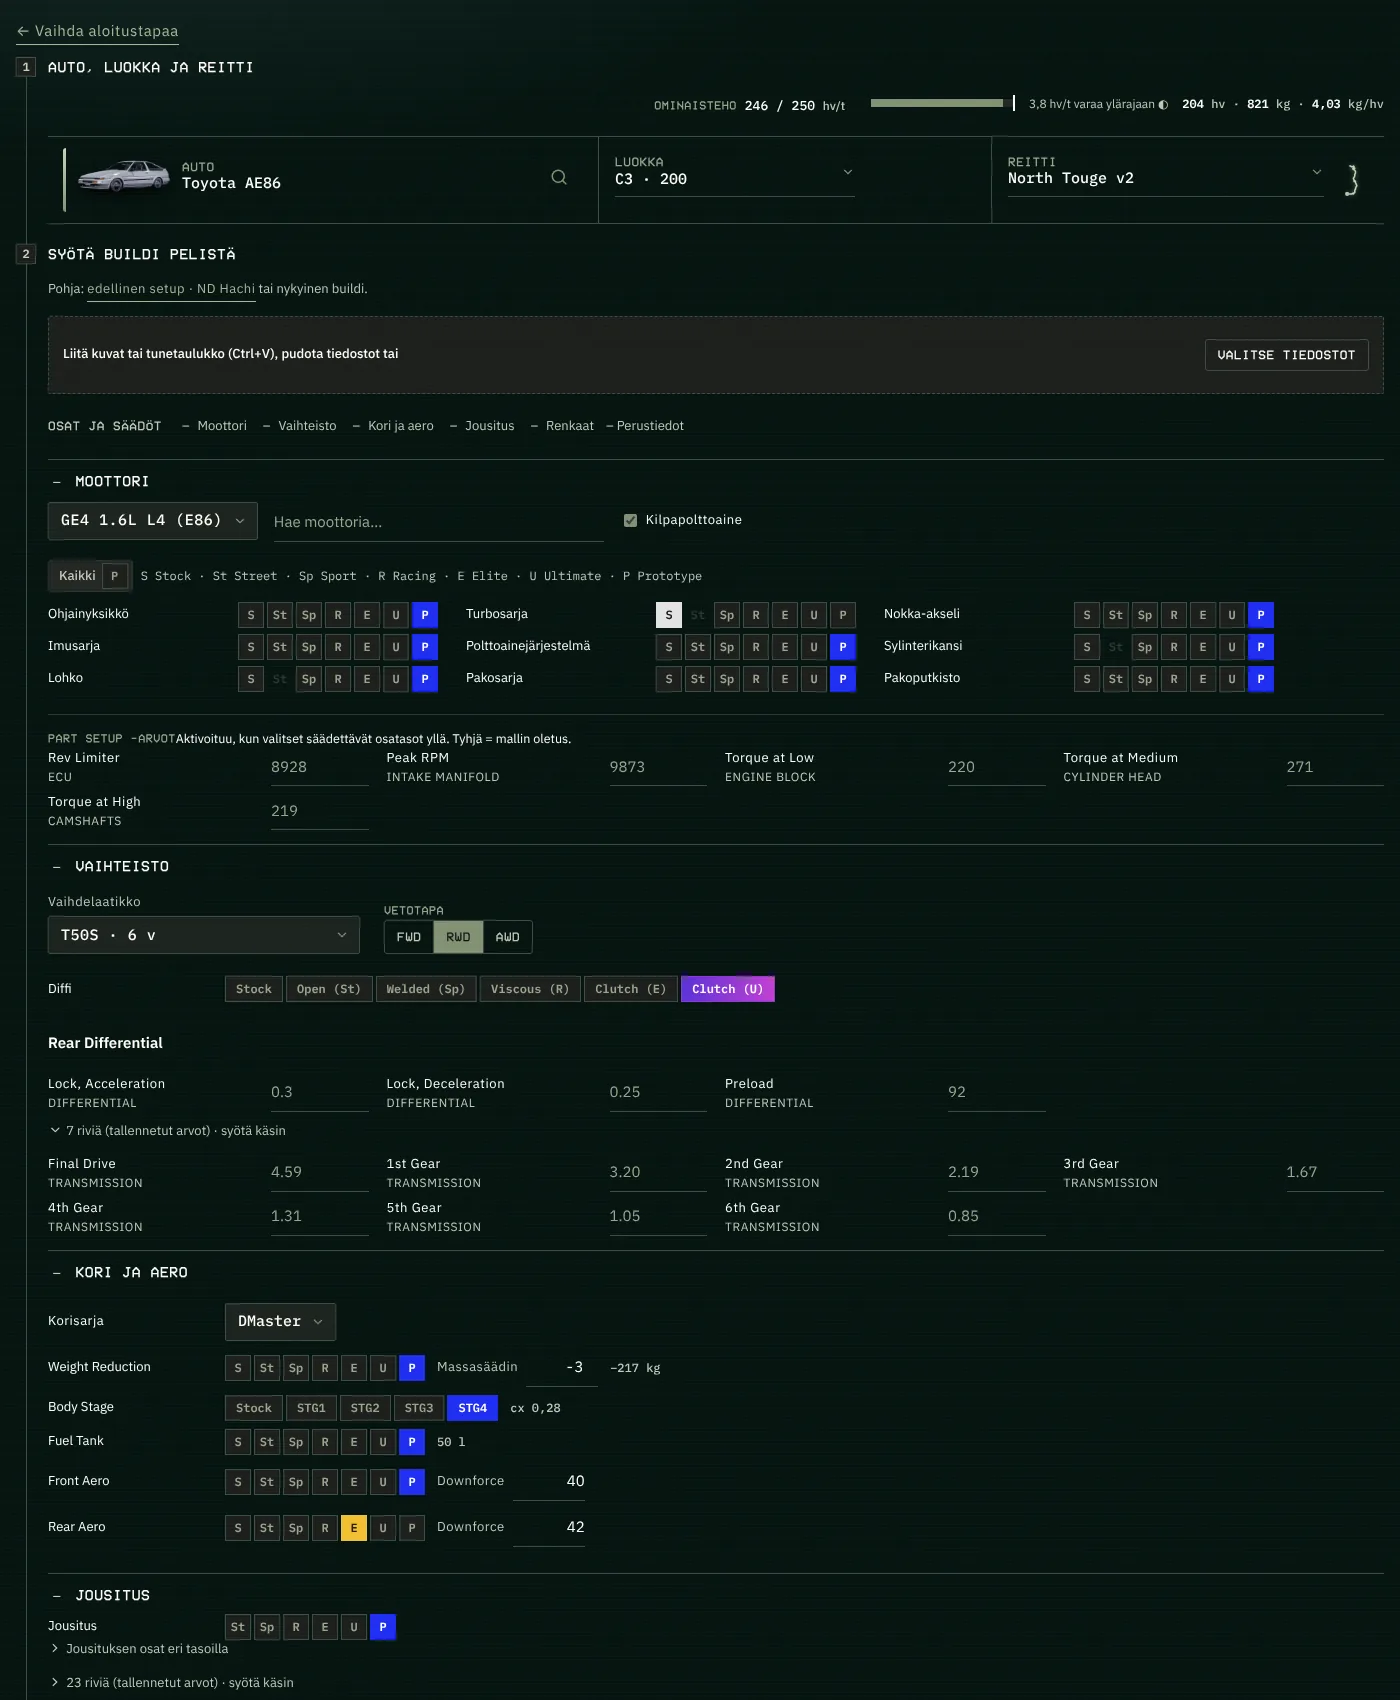 ← Vaihda aloitustapaa
1 AUTO, LUOKKA JA REITTI
OMINAISTEHO 246 / 250 hv/t 3,8 hv/t varaa ylärajaan ◐ 204 hv · 821 kg · 4,03 kg/hv
AUTO
Toyota AE86
LUOKKA
C3 · 200
REITTI
North Touge v2
2 SYÖTÄ BUILDI PELISTÄ
Pohja: edellinen setup · ND Hachi tai nykyinen buildi.
Liitä kuvat tai tunetaulukko (Ctrl+V), pudota tiedostot tai
VALITSE TIEDOSTOT
OSAT JA SÄÄDÖT – Moottori – Vaihteisto – Kori ja aero – Jousitus – Renkaat – Perustiedot
– MOOTTORI
GE4 1.6L L4 (E86) Hae moottoria... Kilpapolttoaine
Kaikki P S Stock · St Street · Sp Sport · R Racing · E Elite · U Ultimate · P Prototype
Ohjainyksikkö S St Sp R E U P Turbosarja S St Sp R E U P Nokka-akseli S St Sp R E U P
Imusarja S St Sp R E U P Polttoainejärjestelmä S St Sp R E U P Sylinterikansi S St Sp R E U P
Lohko S St Sp R E U P Pakosarja S St Sp R E U P Pakoputkisto S St Sp R E U P
PART SETUP -ARVOTAktivoituu, kun valitset säädettävät osatasot yllä. Tyhjä = mallin oletus.
Rev Limiter
ECU
8928
Peak RPM
INTAKE MANIFOLD
9873
Torque at Low
ENGINE BLOCK
220
Torque at Medium
CYLINDER HEAD
271
Torque at High
CAMSHAFTS
219
– VAIHTEISTO
Vaihdelaatikko
T50S · 6 v
VETOTAPA
FWD RWD AWD
Diffi Stock Open (St) Welded (Sp) Viscous (R) Clutch (E) Clutch (U)
Rear Differential
Lock, Acceleration
DIFFERENTIAL
0.3
Lock, Deceleration
DIFFERENTIAL
0.25
Preload
DIFFERENTIAL
92
7 riviä (tallennetut arvot) · syötä käsin
Final Drive
TRANSMISSION
4.59
1st Gear
TRANSMISSION
3.20
2nd Gear
TRANSMISSION
2.19
3rd Gear
TRANSMISSION
1.67
4th Gear
TRANSMISSION
1.31
5th Gear
TRANSMISSION
1.05
6th Gear
TRANSMISSION
0.85
– KORI JA AERO
Korisarja DMaster
Weight Reduction S St Sp R E U P Massasäädin -3 −217 kg
Body Stage Stock STG1 STG2 STG3 STG4 cx 0,28
Fuel Tank S St Sp R E U P 50 l
Front Aero S St Sp R E U P Downforce 40
Rear Aero S St Sp R E U P Downforce 42
– JOUSITUS
Jousitus St Sp R E U P
Jousituksen osat eri tasoilla
23 riviä (tallennetut arvot) · syötä käsin